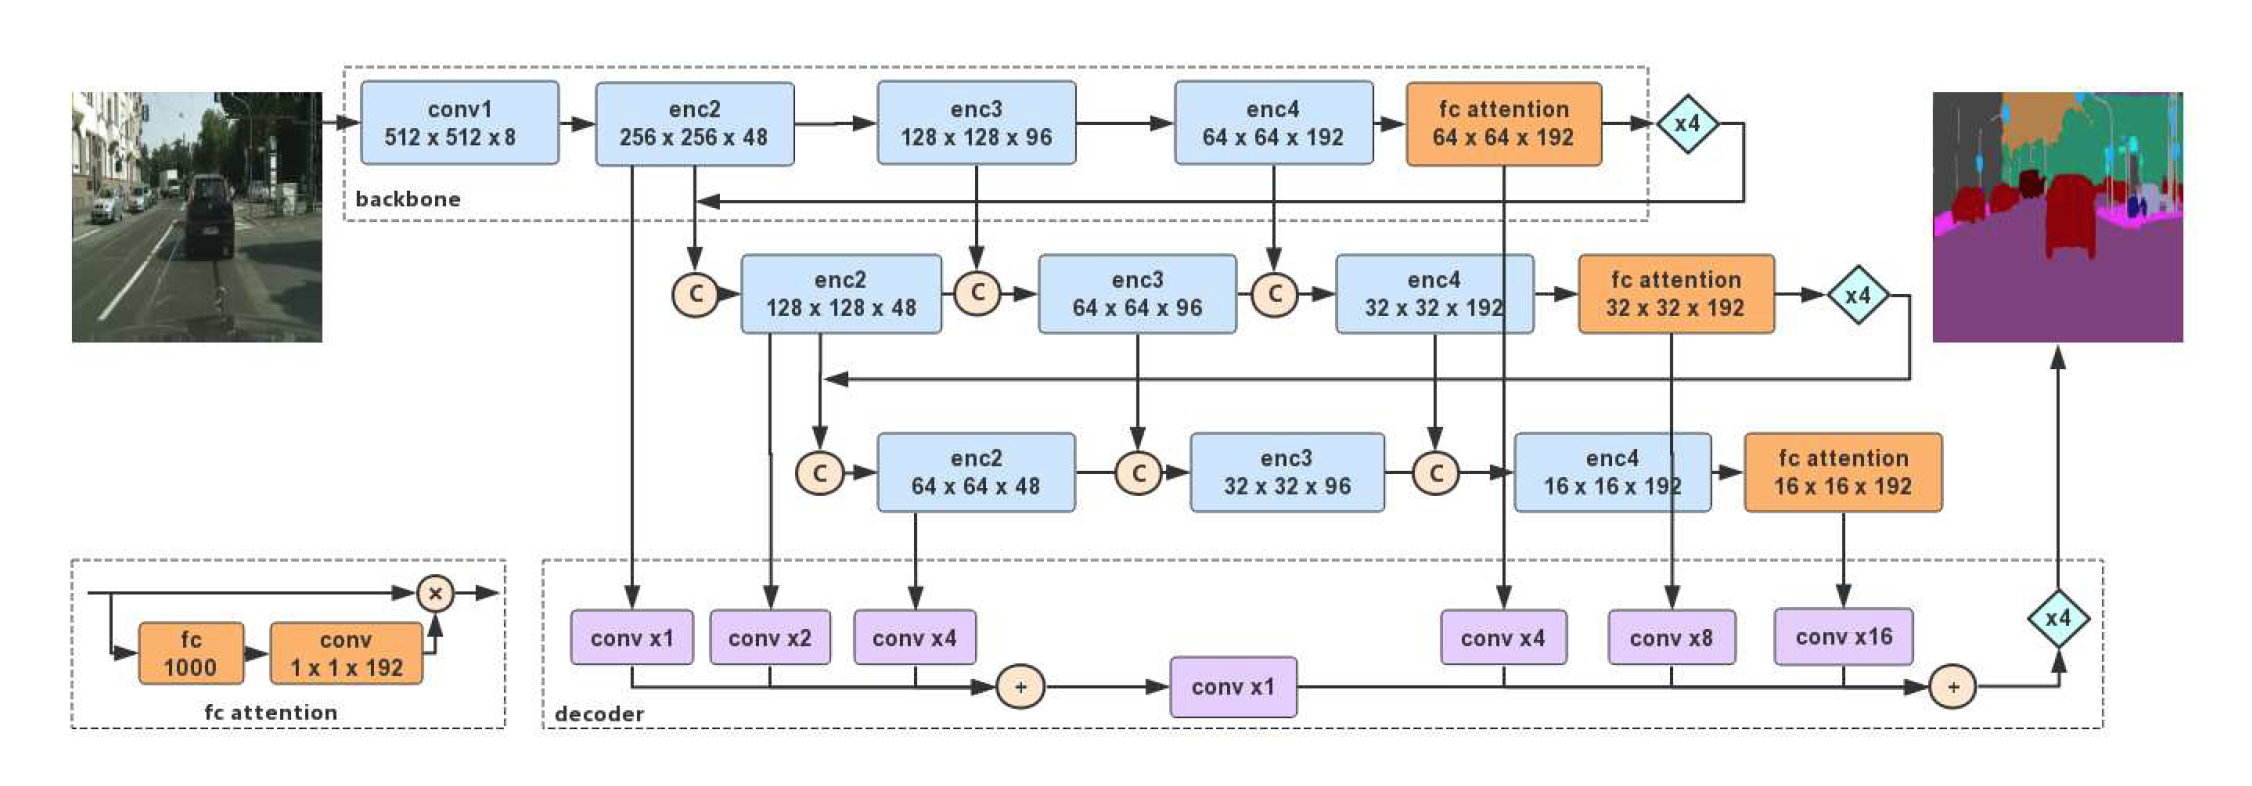 conv1
512 x 512 x 8
enc2
256 x 256 x 48
enc3
128 x 128 x 96
enc4
64 x 64 x 192
fc attention
64 x 64 x 192
x4
backbone
C
enc2
128 x 128 x 48
C
enc3
64 x 64 x 96
C
enc4
32 x 32 x 192
fc attention
32 x 32 x 192
x4
C
enc2
64 x 64 x 48
C
enc3
32 x 32 x 96
C
enc4
16 x 16 x 192
fc attention
16 x 16 x 192
×
fc
1000
conv
1 x 1 x 192
fc attention
conv x1
conv x2
conv x4
conv x4
conv x8
conv x16
x4
+
conv x1
+
decoder